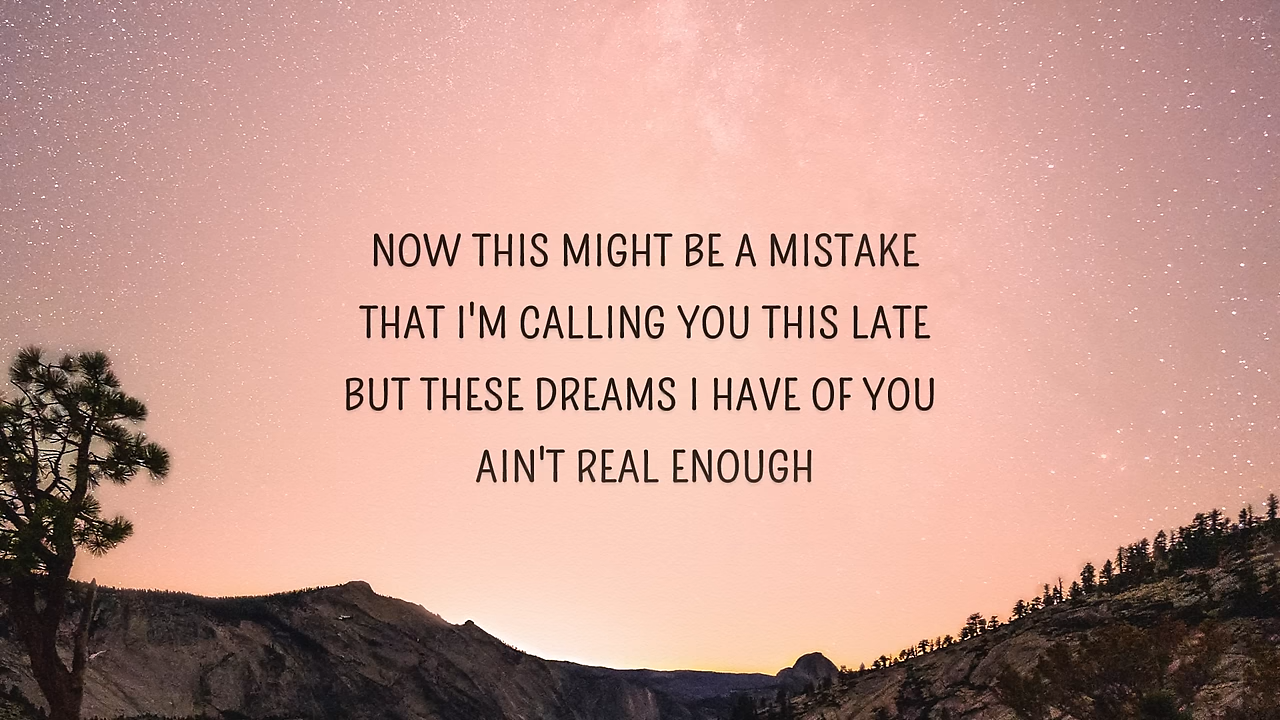 NOW THIS MIGHT BE A MISTAKE
THAT I'M CALLING YOU THIS LATE
BUT THESE DREAMS I HAVE OF YOU
AIN'T REAL ENOUGH